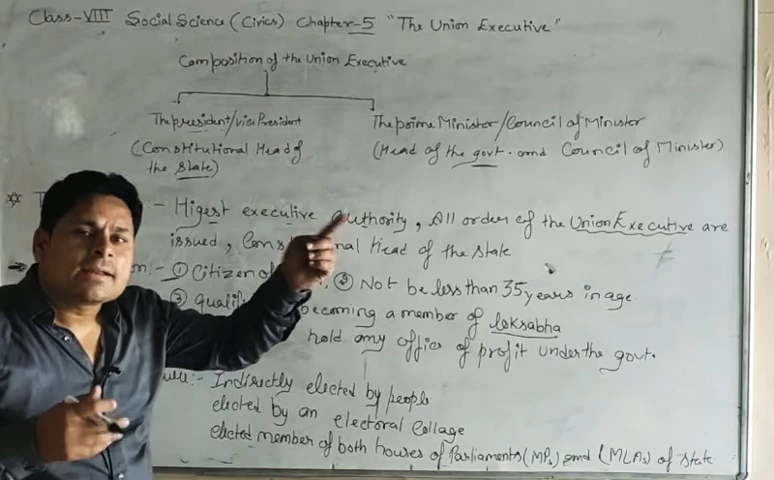 Class-VIII Social Science (Civics) Chapter-5 "The Union Executive"
Composition of the Union Executive
The president/vice President
The prime Minister/Council of Minister
(Constitutional Head of
the State)
(Head of the govt. and Council of Minister)
- Higest executive authority, All order of the Union Executive are
issued, Head of the state
① Citizen of ② Not be less than 35 years in age
③ becoming a member of loksabha
hold any office of profit under the govt.
:- Indirectly elected by people
elected by an electoral Collage
elected member of both houses of Parliaments (MPs) and (MLAs) of State